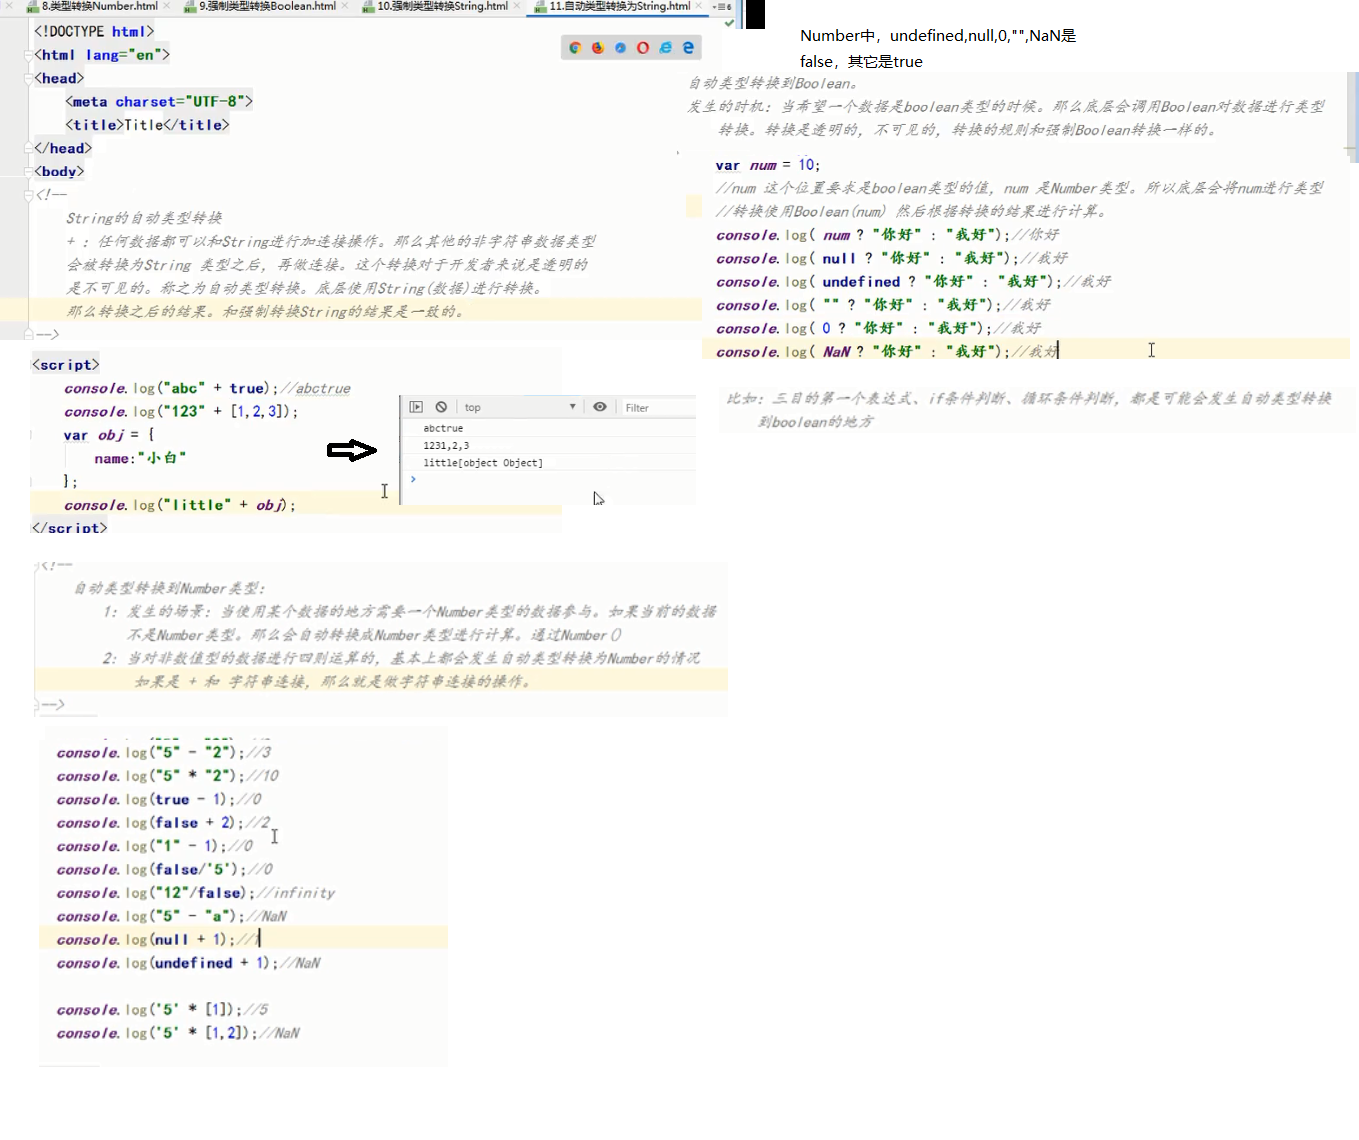 8.类型转换Number.html
9.强制类型转换Boolean.html
10.强制类型转换String.html
11.自动类型转换为String.html
<!DOCTYPE html>
<html lang="en">
<head>
<meta charset="UTF-8">
<title>Title</title>
</head>
<body>
<!--
String的自动类型转换
+ : 任何数据都可以和String进行加连接操作。那么其他的非字符串数据类型
会被转换为String 类型之后，再做连接。这个转换对于开发者来说是透明的
是不可见的。称之为自动类型转换。底层使用String(数据)进行转换。
那么转换之后的结果。和强制转换String的结果是一致的。
-->
<script>
console.log("abc" + true);//abctrue
console.log("123" + [1,2,3]);
var obj = {
name:"小白"
};
console.log("little" + obj);
</script>
top
Filter
abctrue
1231,2,3
little[object Object]
>
<!--
自动类型转换到Number类型:
1: 发生的场景: 当使用某个数据的地方需要一个Number类型的数据参与。如果当前的数据
不是Number类型。那么会自动转换成Number类型进行计算。通过Number()
2: 当对非数值型的数据进行四则运算的，基本上都会发生自动类型转换为Number的情况
如果是 + 和 字符串连接，那么就是做字符串连接的操作。
-->
console.log("5" - "2");//3
console.log("5" * "2");//10
console.log(true - 1);//0
console.log(false + 2);//2
console.log("1" - 1);//0
console.log(false/'5');//0
console.log("12"/false);//infinity
console.log("5" - "a");//NaN
console.log(null + 1);//1
console.log(undefined + 1);//NaN
console.log('5' * [1]);//5
console.log('5' * [1,2]);//NaN
Number中，undefined,null,0,"",NaN是
false，其它是true
自动类型转换到Boolean。
发生的时机: 当希望一个数据是boolean类型的时候。那么底层会调用Boolean对数据进行类型
转换。转换是透明的，不可见的，转换的规则和强制Boolean转换一样的。
var num = 10;
//num 这个位置要求是boolean类型的值，num 是Number类型。所以底层会将num进行类型
//转换使用Boolean(num) 然后根据转换的结果进行计算。
console.log( num ? "你好" : "我好");//你好
console.log( null ? "你好" : "我好");//我好
console.log( undefined ? "你好" : "我好");//我好
console.log( "" ? "你好" : "我好");//我好
console.log( 0 ? "你好" : "我好");//我好
console.log( NaN ? "你好" : "我好");//我好
比如: 三目的第一个表达式、if条件判断、循环条件判断，都是可能会发生自动类型转换
到boolean的地方